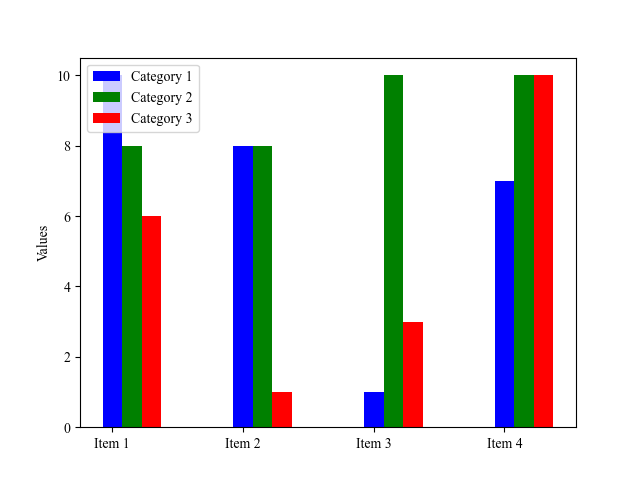 10
8
6
4
2
0
Values
Category 1
Category 2
Category 3
Item 1
Item 2
Item 3
Item 4